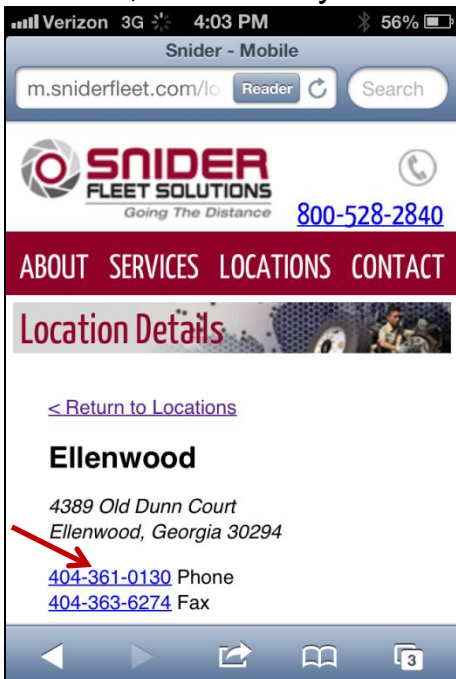 Verizon 3G 4:03 PM 56%
Snider - Mobile
m.sniderfleet.com/lo Reader Search
SNIDER
FLEET SOLUTIONS
Going The Distance
800-528-2840
ABOUT SERVICES LOCATIONS CONTACT
Location Details
< Return to Locations
Ellenwood
4389 Old Dunn Court
Ellenwood, Georgia 30294
404-361-0130 Phone
404-363-6274 Fax
3